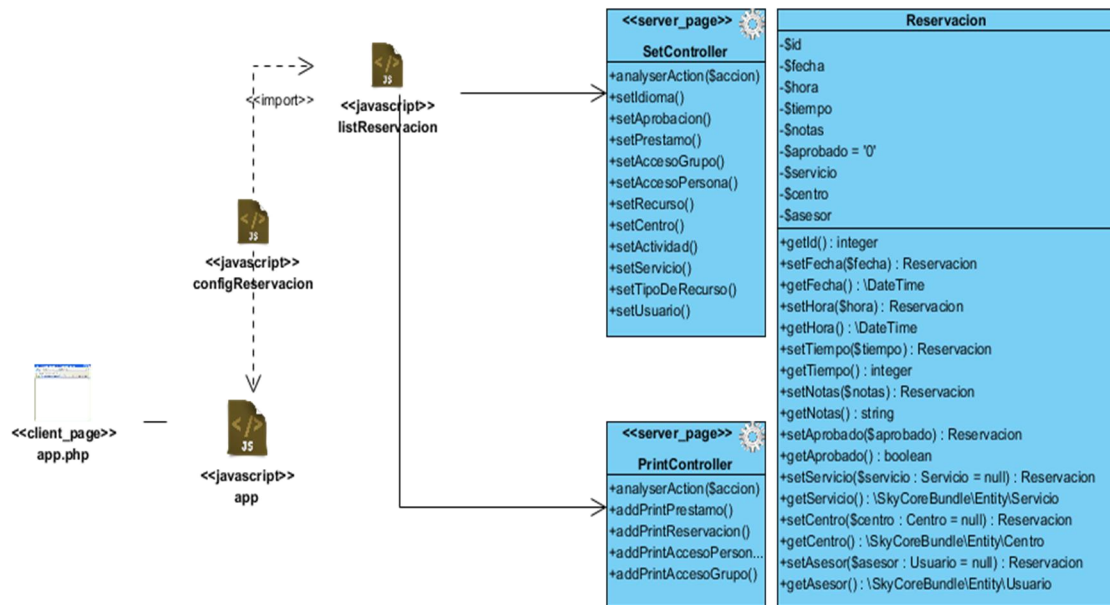 <<import>>
JS
<<javascript>>
listReservacion
JS
<<javascript>>
configReservacion
<<client_page>>
app.php
JS
<<javascript>>
app
<<server_page>>
SetController
+analyserAction($accion)
+setIdioma()
+setAprobacion()
+setPrestamo()
+setAccesoGrupo()
+setAccesoPersona()
+setRecurso()
+setCentro()
+setActividad()
+setServicio()
+setTipoDeRecurso()
+setUsuario()
<<server_page>>
PrintController
+analyserAction($accion)
+addPrintPrestamo()
+addPrintReservacion()
+addPrintAccesoPerson...
+addPrintAccesoGrupo()
Reservacion
-$id
-$fecha
-$hora
-$tiempo
-$notas
-$aprobado = '0'
-$servicio
-$centro
-$asesor
+getId() : integer
+setFecha($fecha) : Reservacion
+getFecha() : \DateTime
+setHora($hora) : Reservacion
+getHora() : \DateTime
+setTiempo($tiempo) : Reservacion
+getTiempo() : integer
+setNotas($notas) : Reservacion
+getNotas() : string
+setAprobado($aprobado) : Reservacion
+getAprobado() : boolean
+setServicio($servicio : Servicio = null) : Reservacion
+getServicio() : \SkyCoreBundle\Entity\Servicio
+setCentro($centro : Centro = null) : Reservacion
+getCentro() : \SkyCoreBundle\Entity\Centro
+setAsesor($asesor : Usuario = null) : Reservacion
+getAsesor() : \SkyCoreBundle\Entity\Usuario